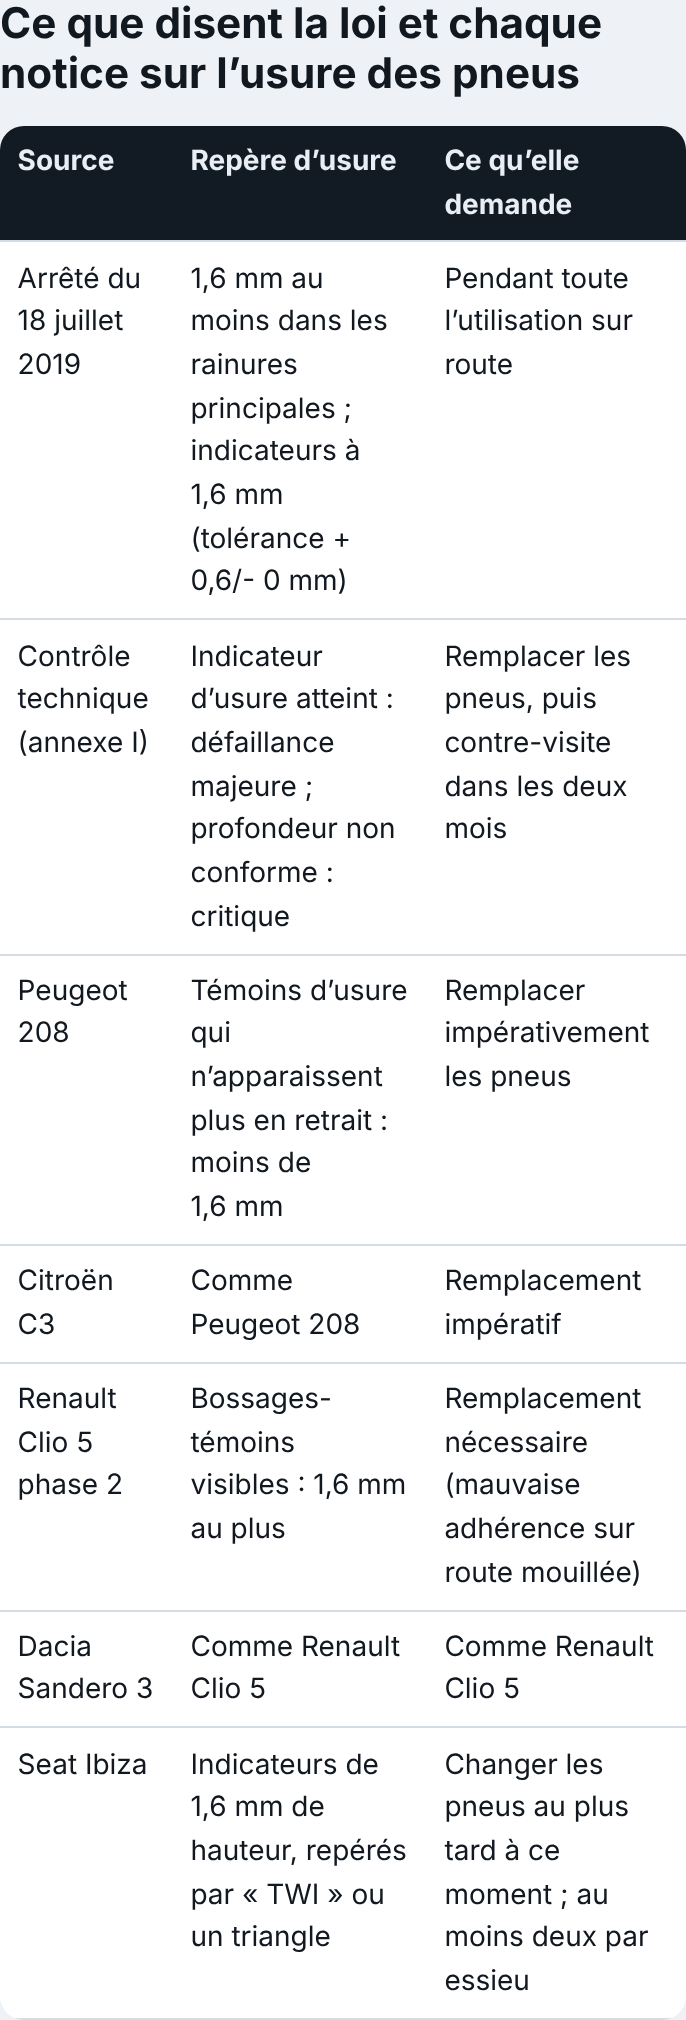 Ce que disent la loi et chaque
notice sur l’usure des pneus
Source
Repère d’usure
Ce qu’elle
demande
Arrêté du
18 juillet
2019
1,6 mm au
moins dans les
rainures
principales ;
indicateurs à
1,6 mm
(tolérance +
0,6/- 0 mm)
Pendant toute
l’utilisation sur
route
Contrôle
technique
(annexe I)
Indicateur
d’usure atteint :
défaillance
majeure ;
profondeur non
conforme :
critique
Remplacer les
pneus, puis
contre-visite
dans les deux
mois
Peugeot
208
Témoins d’usure
qui
n’apparaissent
plus en retrait :
moins de
1,6 mm
Remplacer
impérativement
les pneus
Citroën
C3
Comme
Peugeot 208
Remplacement
impératif
Renault
Clio 5
phase 2
Bossages-
témoins
visibles : 1,6 mm
au plus
Remplacement
nécessaire
(mauvaise
adhérence sur
route mouillée)
Dacia
Sandero 3
Comme Renault
Clio 5
Comme Renault
Clio 5
Seat Ibiza
Indicateurs de
1,6 mm de
hauteur, repérés
par « TWI » ou
un triangle
Changer les
pneus au plus
tard à ce
moment ; au
moins deux par
essieu